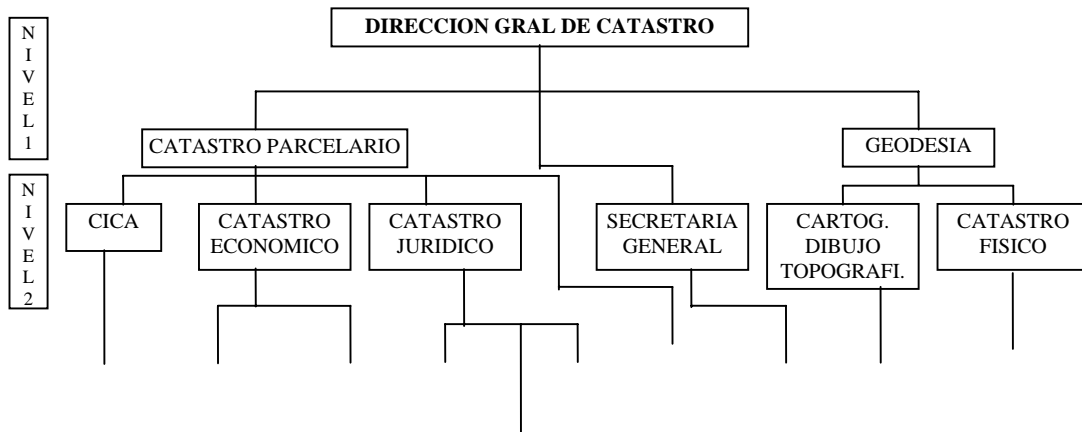 DIRECCION GRAL DE CATASTRO
N
I
V
E
L
1
CATASTRO PARCELARIO
GEODESIA
N
I
V
E
L
2
CICA
CATASTRO
ECONOMICO
CATASTRO
JURIDICO
SECRETARIA
GENERAL
CARTOG.
DIBUJO
TOPOGRAFI.
CATASTRO
FISICO